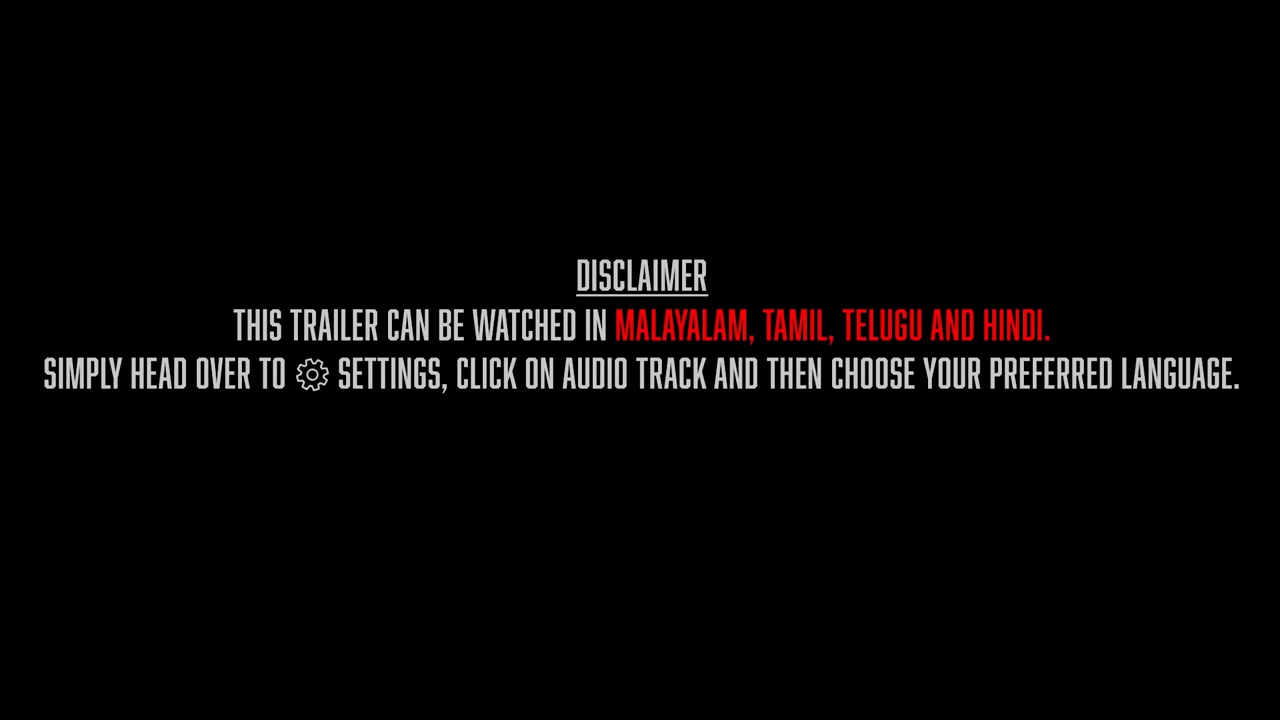 DISCLAIMER
THIS TRAILER CAN BE WATCHED IN MALAYALAM, TAMIL, TELUGU AND HINDI.
SIMPLY HEAD OVER TO SETTINGS, CLICK ON AUDIO TRACK AND THEN CHOOSE YOUR PREFERRED LANGUAGE.